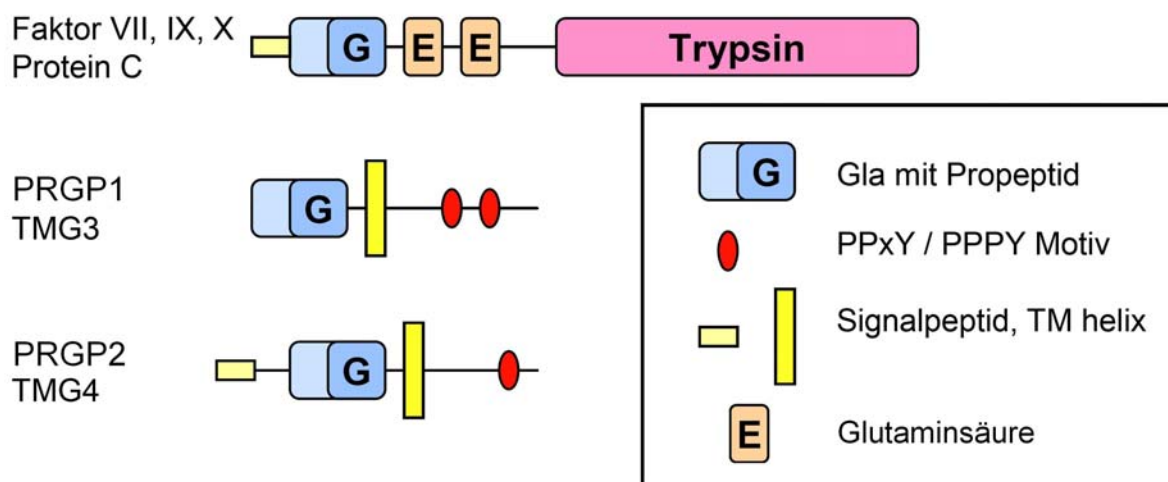 Faktor VII, IX, X
Protein C
G E E Trypsin
PRGP1
TMG3
G
PRGP2
TMG4
G
G Gla mit Propeptid
PPxY / PPPY Motiv
Signalpeptid, TM helix
E Glutaminsäure